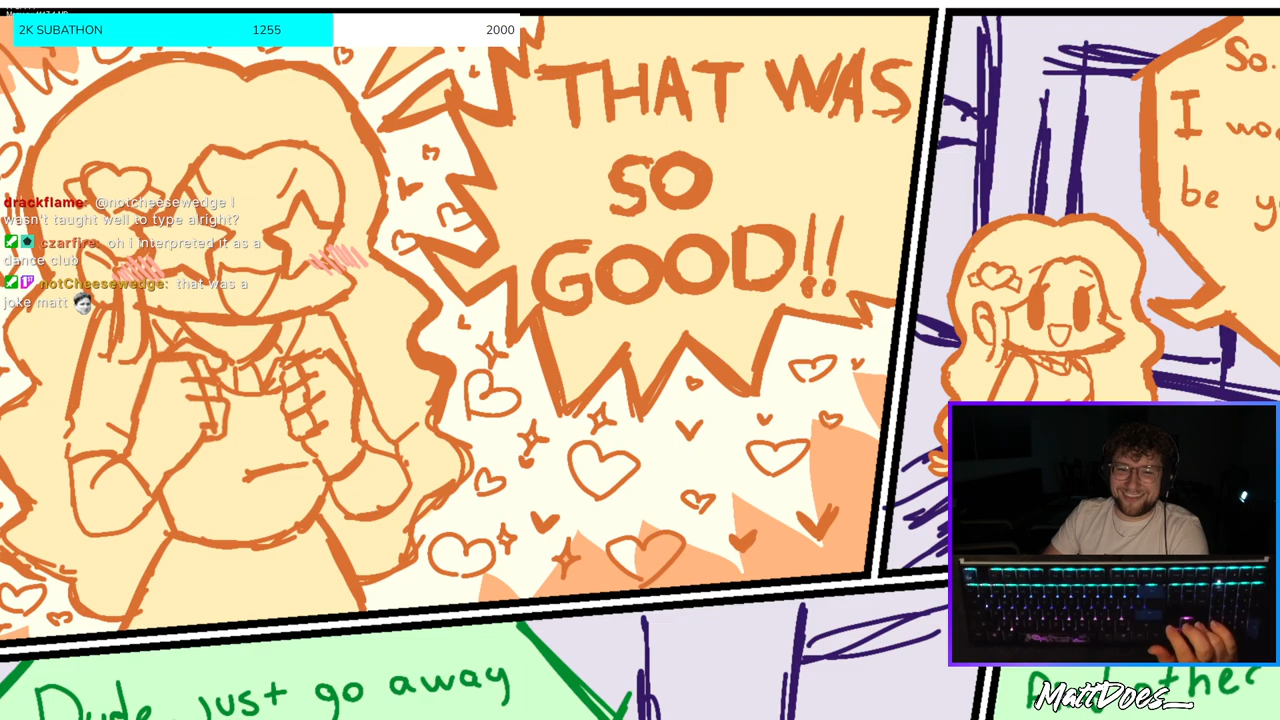 2K SUBATHON 1255 2000
THAT WAS
SO
GOOD!!
So.
I
be
drackflame: @notcheesewedge I
wasn't taught well to type alright?
czarfire: oh i interpreted it as a
dance club
notCheesewedge: that was a
joke matt
Dude, just go away
MattDoes_